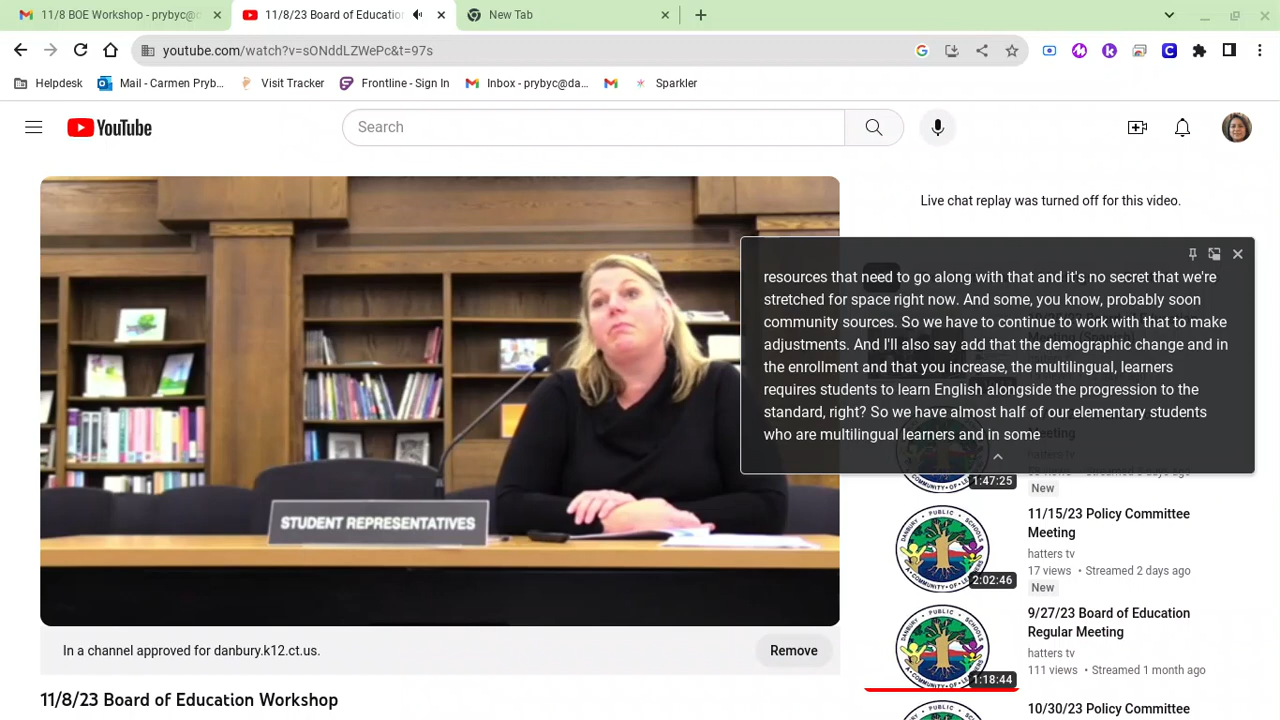 11/8 BOE Workshop - prybyc@
11/8/23 Board of Education
New Tab
youtube.com/watch?v=sONddLZWePc&t=97s
Helpdesk
Mail - Carmen Pryb...
Visit Tracker
Frontline - Sign In
Inbox - prybyc@da...
Sparkler
YouTube
Search
Live chat replay was turned off for this video.
resources that need to go along with that and it's no secret that we're
stretched for space right now. And some, you know, probably soon
community sources. So we have to continue to work with that to make
adjustments. And I'll also say add that the demographic change and in
the enrollment and that you increase, the multilingual, learners
requires students to learn English alongside the progression to the
standard, right? So we have almost half of our elementary students
who are multilingual learners and in some
Meeting
1:47:25
New
STUDENT REPRESENTATIVES
11/15/23 Policy Committee
Meeting
hatters tv
17 views • Streamed 2 days ago
2:02:46
New
9/27/23 Board of Education
Regular Meeting
hatters tv
111 views • Streamed 1 month ago
1:18:44
In a channel approved for danbury.k12.ct.us.
Remove
11/8/23 Board of Education Workshop
10/30/23 Policy Committee